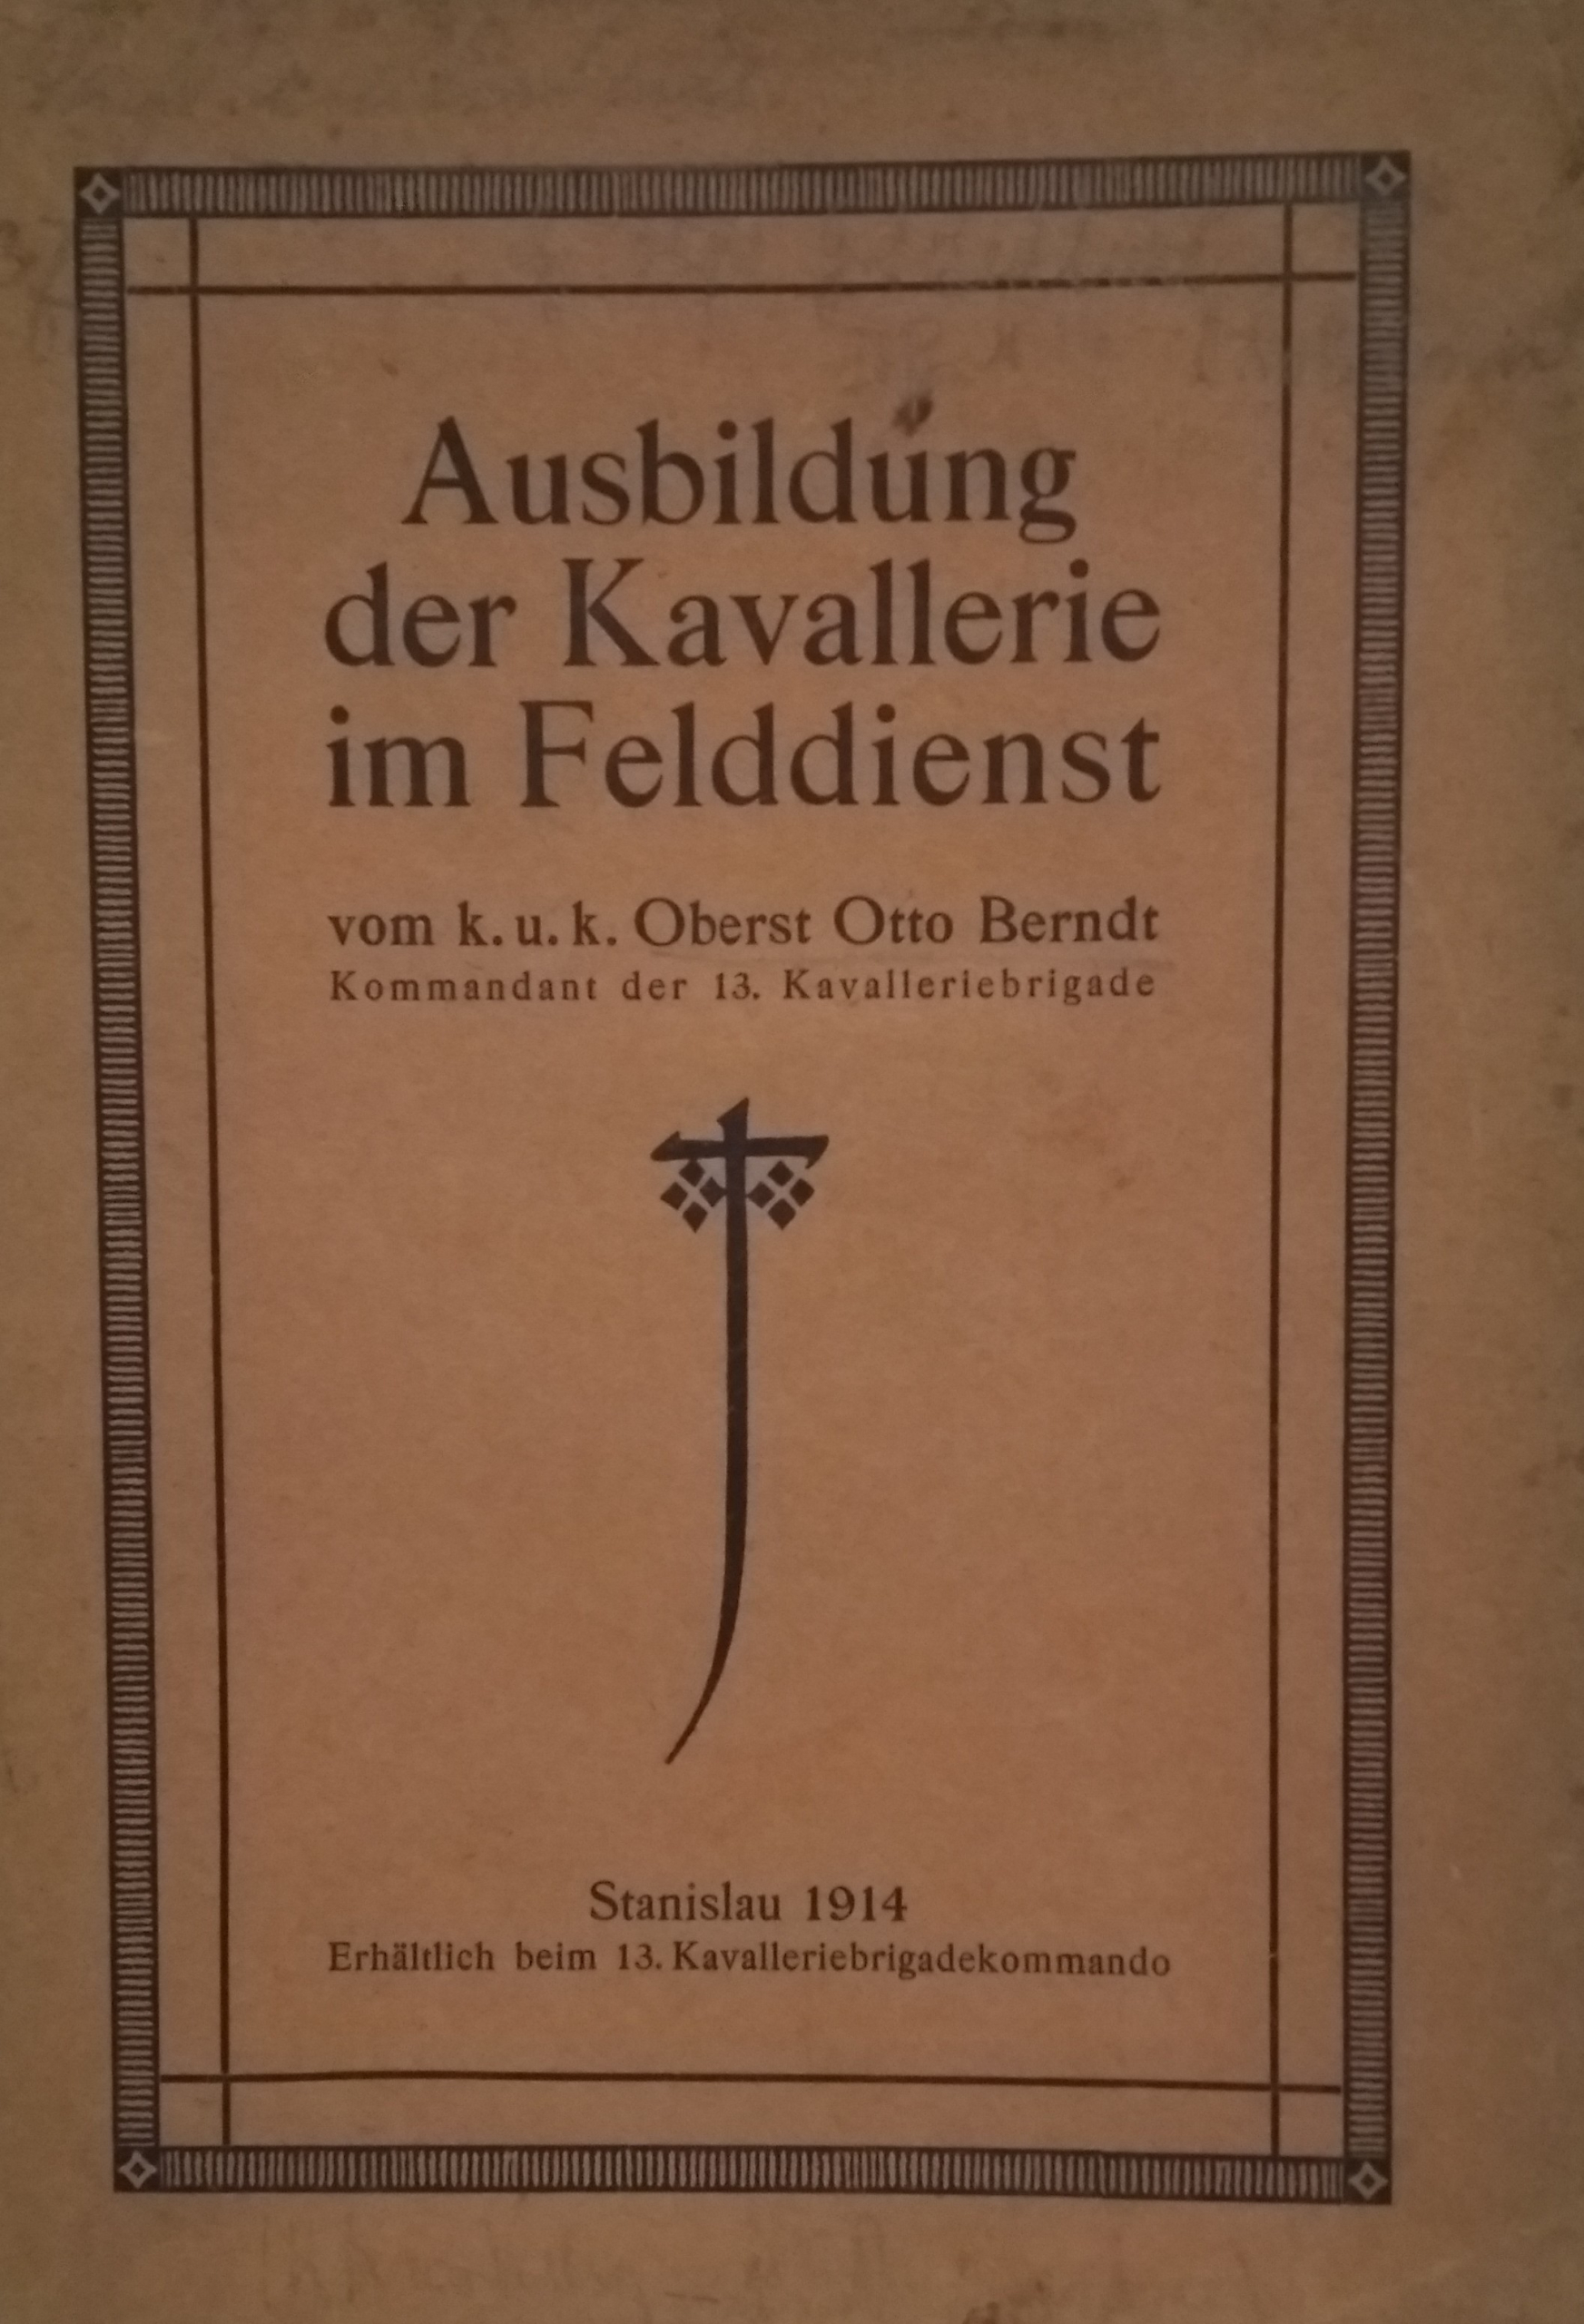 Ausbildung
der Kavallerie
im Felddienst
vom k. u. k. Oberst Otto Berndt
Kommandant der 13. Kavalleriebrigade
Stanislau 1914
Erhältlich beim 13. Kavalleriebrigadekommando